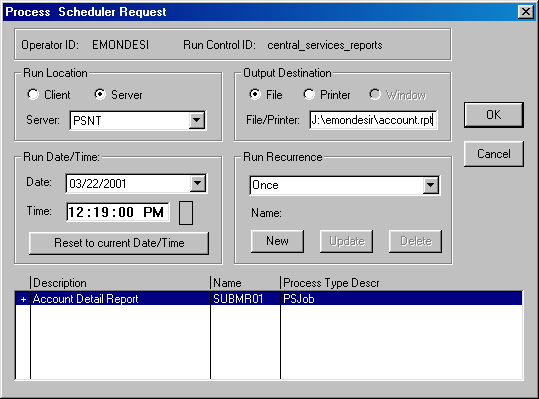 Process Scheduler Request
Operator ID: EMONDESI Run Control ID: central_services_reports
Run Location
Client Server
Server: PSNT
Output Destination
File Printer Window
File/Printer: J:\emondesir\account.rpt
OK
Cancel
Run Date/Time:
Date: 03/22/2001
Time: 12:19:00 PM
Reset to current Date/Time
Run Recurrence
Once
Name:
New Update Delete
Description Name Process Type Descr
+ Account Detail Report SUBMR01 PSJob